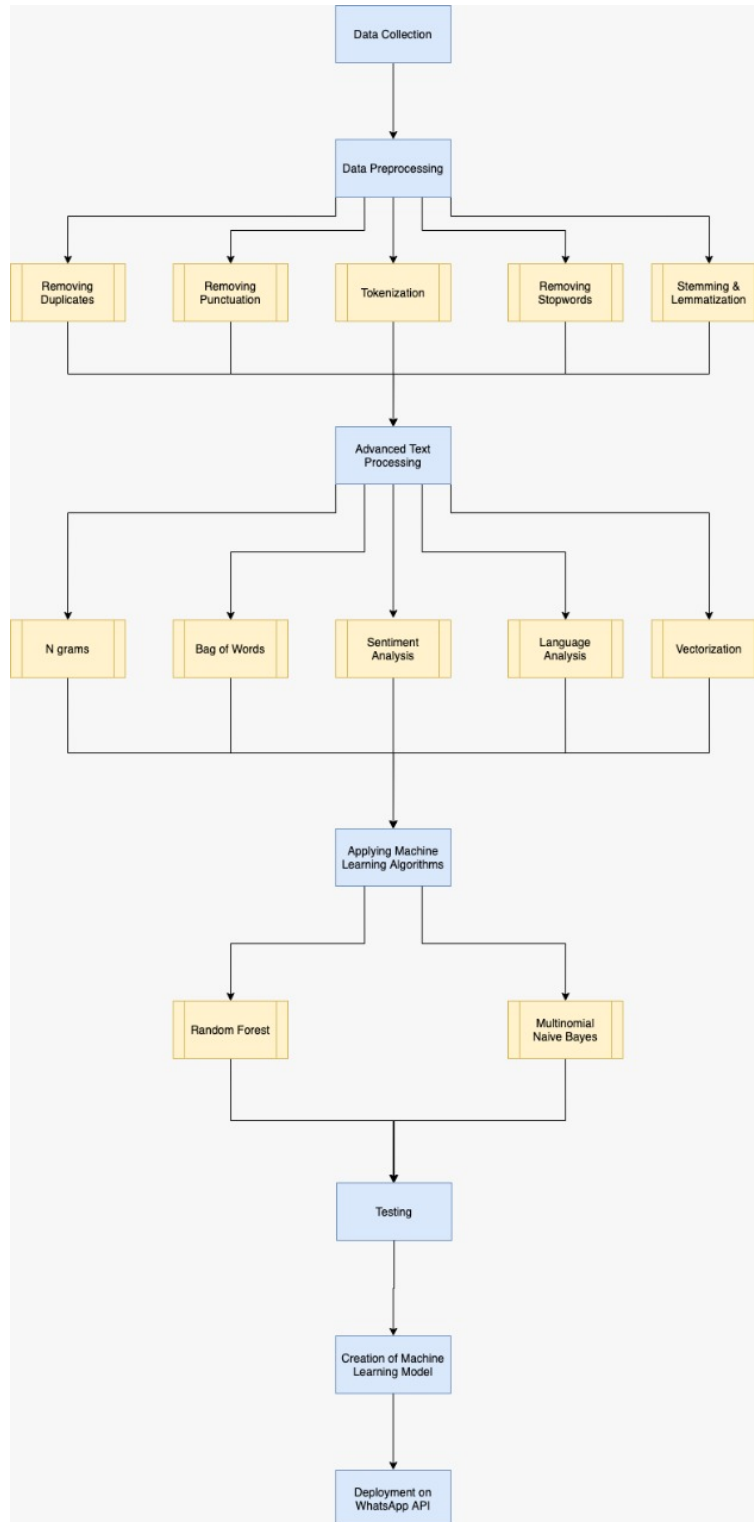 Data Collection
Data Preprocessing
Removing
Duplicates
Removing
Punctuation
Tokenization
Removing
Stopwords
Stemming &
Lemmatization
Advanced Text
Processing
N grams
Bag of Words
Sentiment
Analysis
Language
Analysis
Vectorization
Applying Machine
Learning Algorithms
Random Forest
Multinomial
Naive Bayes
Testing
Creation of Machine
Learning Model
Deployment on
WhatsApp API